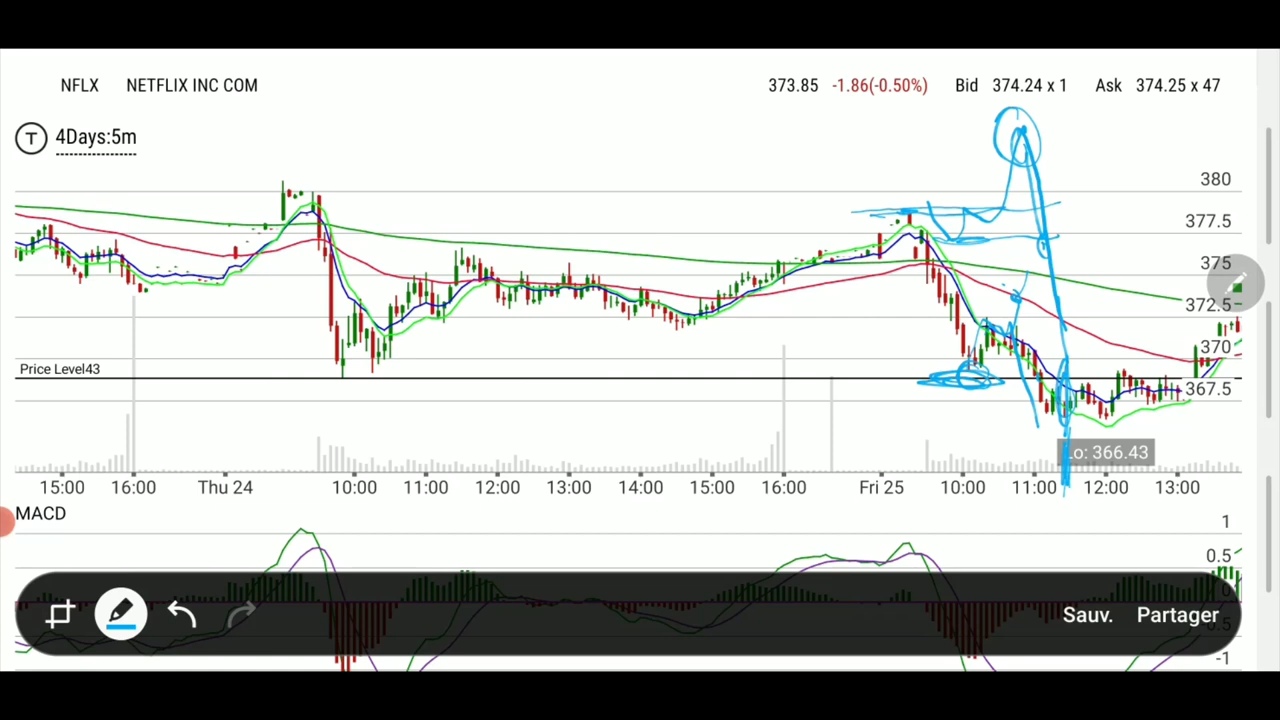 NFLX NETFLIX INC COM 373.85 -1.86(-0.50%) Bid 374.24 x 1 Ask 374.25 x 47
T 4Days:5m
380
377.5
375
372.5
370
Price Level43
367.5
Lo: 366.43
15:00 16:00 Thu 24 10:00 11:00 12:00 13:00 14:00 15:00 16:00 Fri 25 10:00 11:00 12:00 13:00
MACD
1
0.5
0
Sauv. Partager
0.5
-1